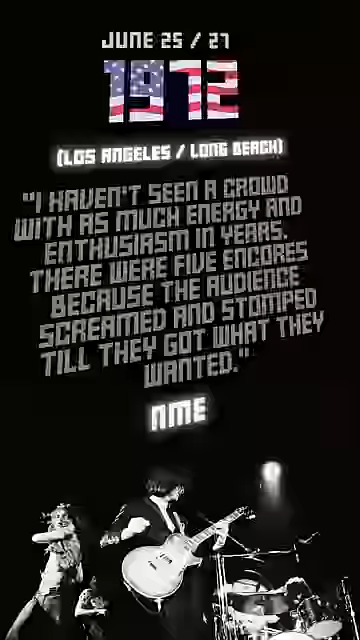 JUNE 25 / 27
1972
(LOS ANGELES / LONG BEACH)
"I HAVEN'T SEEN A CROWD
WITH AS MUCH ENERGY AND
ENTHUSIASM IN YEARS.
THERE WERE FIVE ENCORES
BECAUSE THE AUDIENCE
SCREAMED AND STOMPED
TILL THEY GOT WHAT THEY
WANTED."
NME